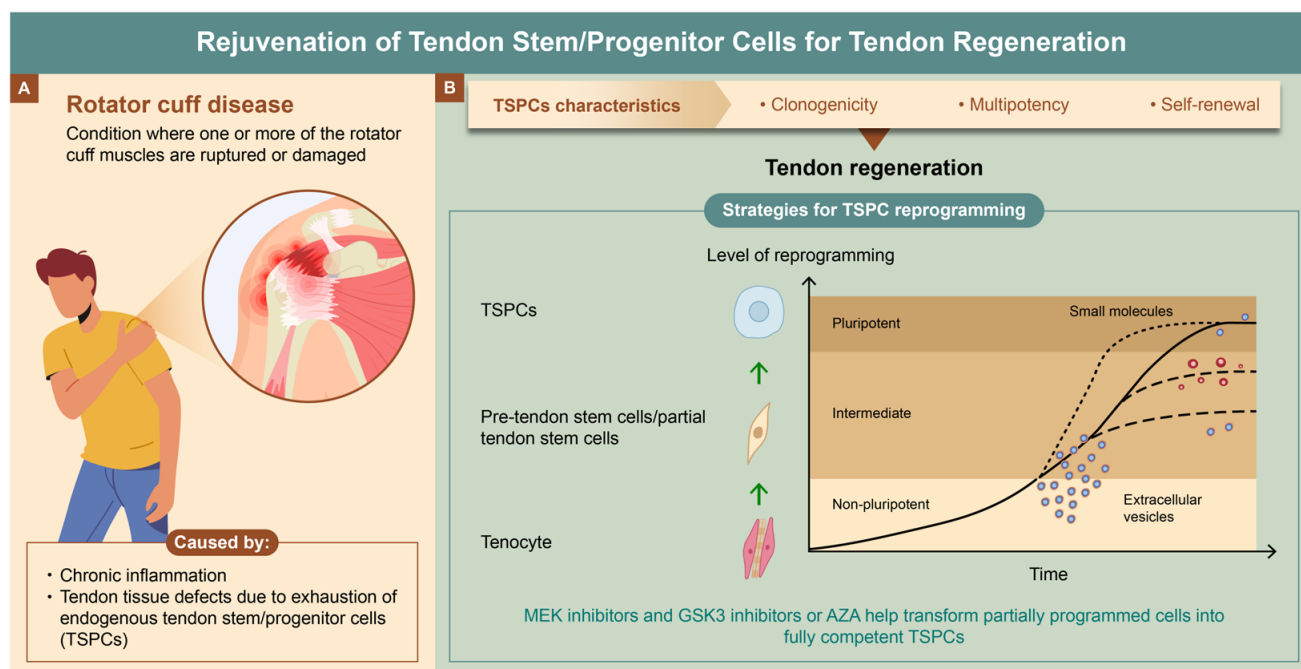 Rejuvenation of Tendon Stem/Progenitor Cells for Tendon Regeneration
A
Rotator cuff disease
Condition where one or more of the rotator
cuff muscles are ruptured or damaged
Caused by:
• Chronic inflammation
• Tendon tissue defects due to exhaustion of
endogenous tendon stem/progenitor cells
(TSPCs)
B
TSPCs characteristics
• Clonogenicity
• Multipotency
• Self-renewal
Tendon regeneration
Strategies for TSPC reprogramming
Level of reprogramming
TSPCs
Pre-tendon stem cells/partial
tendon stem cells
Tenocyte
Pluripotent
Small molecules
Intermediate
Non-pluripotent
Extracellular
vesicles
Time
MEK inhibitors and GSK3 inhibitors or AZA help transform partially programmed cells into
fully competent TSPCs